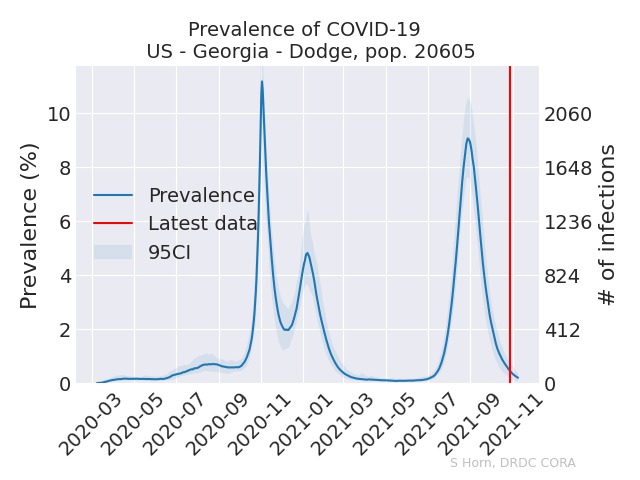 Prevalence of COVID-19
US - Georgia - Dodge, pop. 20605
Prevalence (%)
10
8
6
4
2
0
Prevalence
Latest data
95CI
2060
1648
1236
824
412
0
# of infections
2020-03
2020-05
2020-07
2020-09
2020-11
2021-01
2021-03
2021-05
2021-07
2021-09
2021-11
S Horn, DRDC CORA